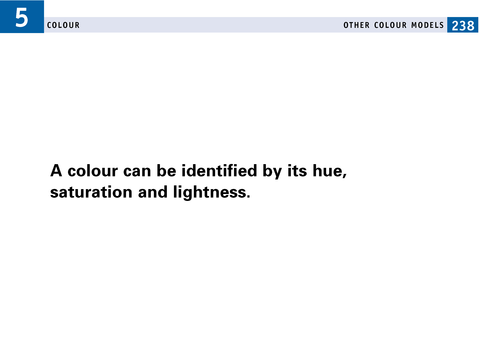 5
COLOUR
OTHER COLOUR MODELS 238
A colour can be identified by its hue,
saturation and lightness.